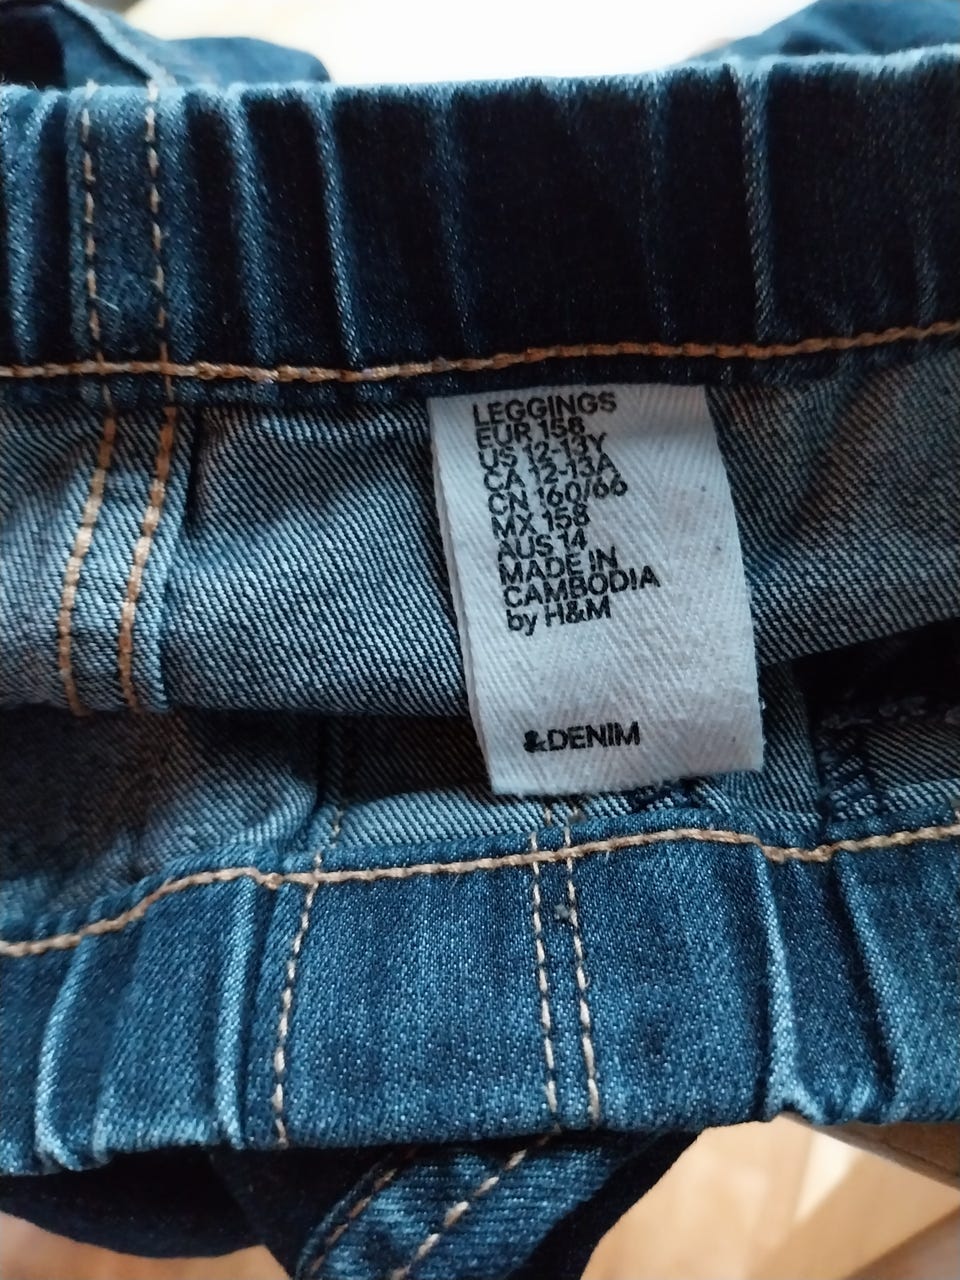 LEGGINGS
EUR 158
US 12-13Y
CA 12-13A
CN 160/66
MX 158
AUS 14
MADE IN
CAMBODIA
by H&M
&DENIM